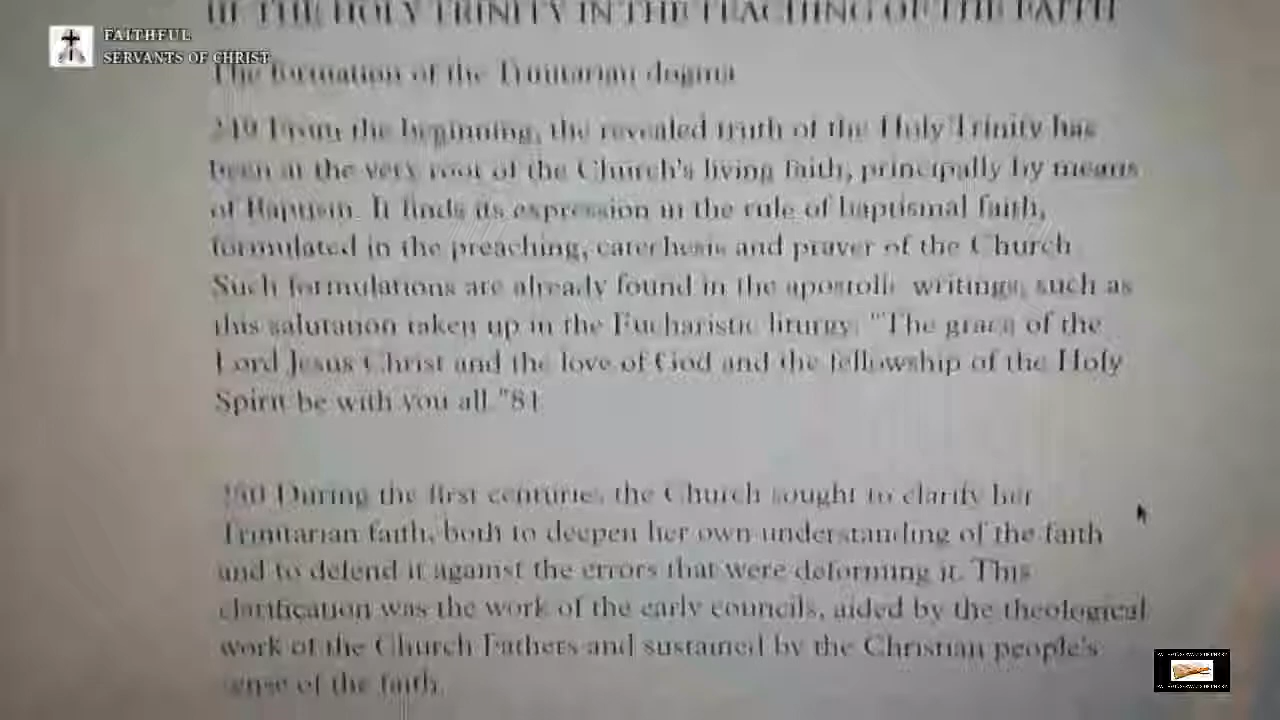 FAITHFUL
SERVANTS OF CHRIST
OF THE HOLY TRINITY IN THE TEACHING OF THE FAITH
The formation of the Trinitarian dogma
249 From the beginning, the revealed truth of the Holy Trinity has
been at the very root of the Church's living faith, principally by means
of Baptism. It finds its expression in the rule of baptismal faith,
formulated in the preaching, catechesis and prayer of the Church.
Such formulations are already found in the apostolic writings, such as
this salutation taken up in the Eucharistic liturgy: "The grace of the
Lord Jesus Christ and the love of God and the fellowship of the Holy
Spirit be with you all."81
250 During the first centuries the Church sought to clarify her
Trinitarian faith, both to deepen her own understanding of the faith
and to defend it against the errors that were deforming it. This
clarification was the work of the early councils, aided by the theological
work of the Church Fathers and sustained by the Christian people's
sense of the faith.